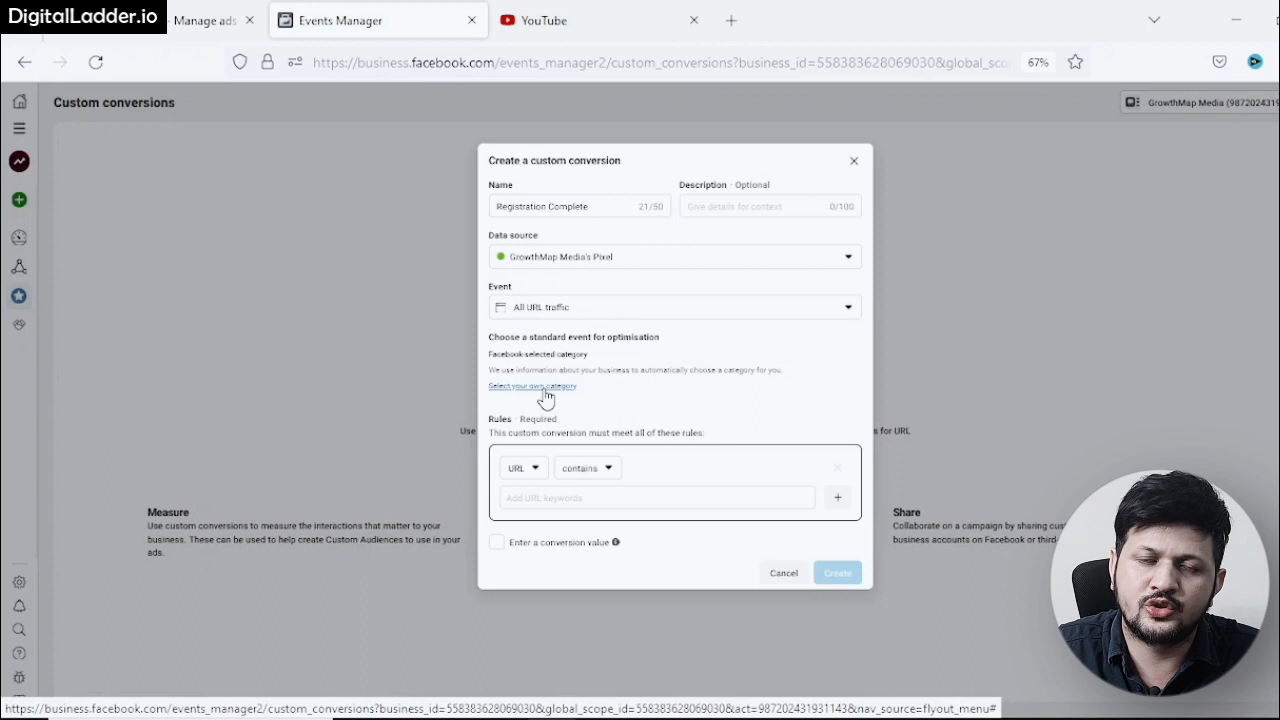 DigitalLadder.io
Manage ads
Events Manager
YouTube
https://business.facebook.com/events_manager2/custom_conversions?business_id=558383628069030&global_sco
67%
Custom conversions
GrowthMap Media (9872024319
Create a custom conversion
Name
Description · Optional
Registration Complete 21/50
Give details for context 0/100
Data source
GrowthMap Media's Pixel
Event
All URL traffic
Choose a standard event for optimisation
Facebook-selected category
We use information about your business to automatically choose a category for you.
Select your own category
Rules · Required
This custom conversion must meet all of these rules:
URL
contains
Add URL keywords
+
Enter a conversion value
Cancel
Create
Use
s for URL
Measure
Use custom conversions to measure the interactions that matter to your
business. These can be used to help create Custom Audiences to use in your
ads.
Share
Collaborate on a campaign by sharing cus
business accounts on Facebook or third-
https://business.facebook.com/events_manager2/custom_conversions?business_id=558383628069030&global_scope_id=558383628069030&act=987202431931143&nav_source=flyout_menu#